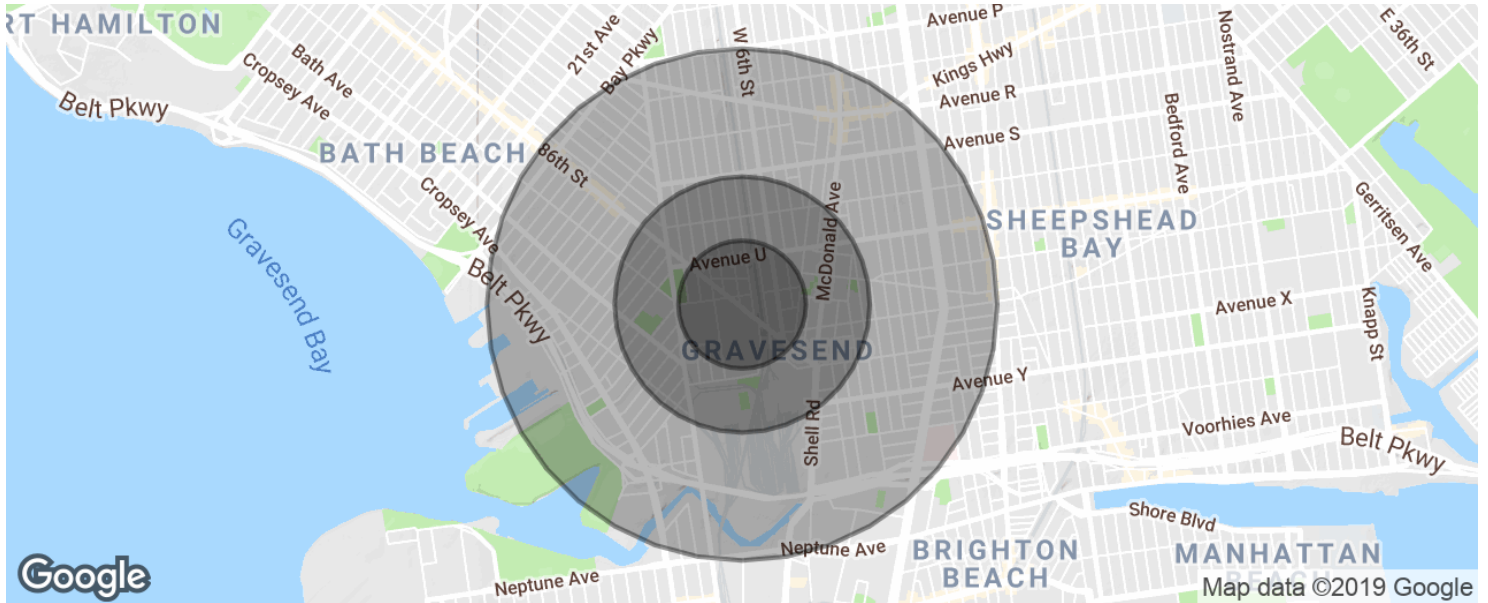 RT HAMILTON
Belt Pkwy
Cropsey Ave
Bath Ave
21st Ave
Bay Pkwy
W 6th St
Avenue P
Kings Hwy
Avenue R
Avenue S
Nostrand Ave
E 36th St
Bedford Ave
BATH BEACH
86th St
Cropsey Ave
Belt Pkwy
Gravesend Bay
Avenue U
McDonald Ave
SHEEPSHEAD
BAY
Gerritsen Ave
Avenue X
Knapp St
GRAVESEND
Avenue Y
Shell Rd
Voorhies Ave
Belt Pkwy
Shore Blvd
Neptune Ave
Neptune Ave
BRIGHTON
BEACH
MANHATTAN
BEACH
Google
Map data ©2019 Google